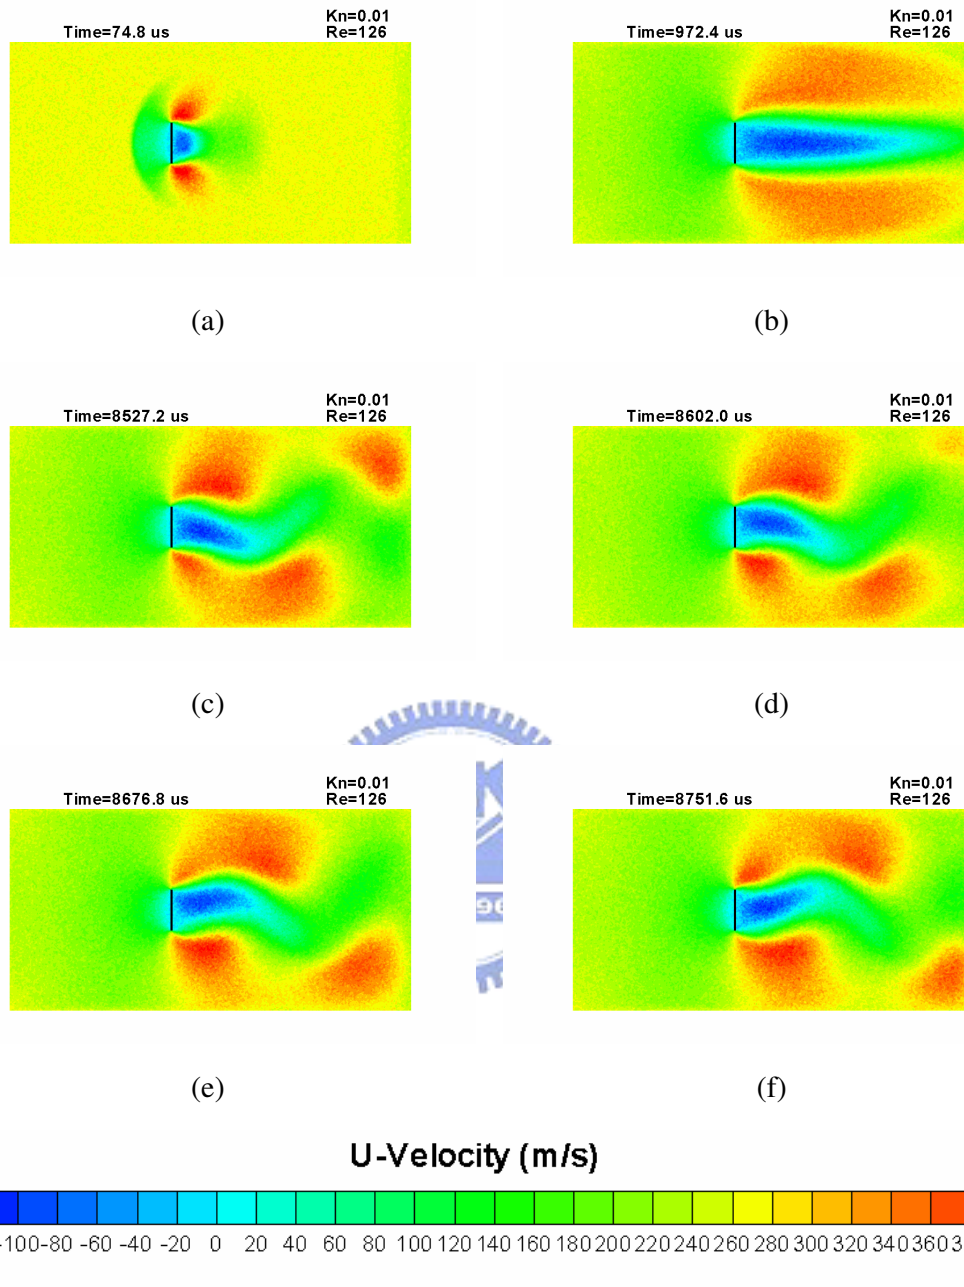 Kn=0.01
Time=74.8 us Re=126
Kn=0.01
Time=972.4 us Re=126
(a)
(b)
Kn=0.01
Time=8527.2 us Re=126
Kn=0.01
Time=8602.0 us Re=126
(c)
(d)
Kn=0.01
Time=8676.8 us Re=126
Kn=0.01
Time=8751.6 us Re=126
(e)
(f)
U-Velocity (m/s)
-100 -80 -60 -40 -20 0 20 40 60 80 100 120 140 160 180 200 220 240 260 280 300 320 340 360